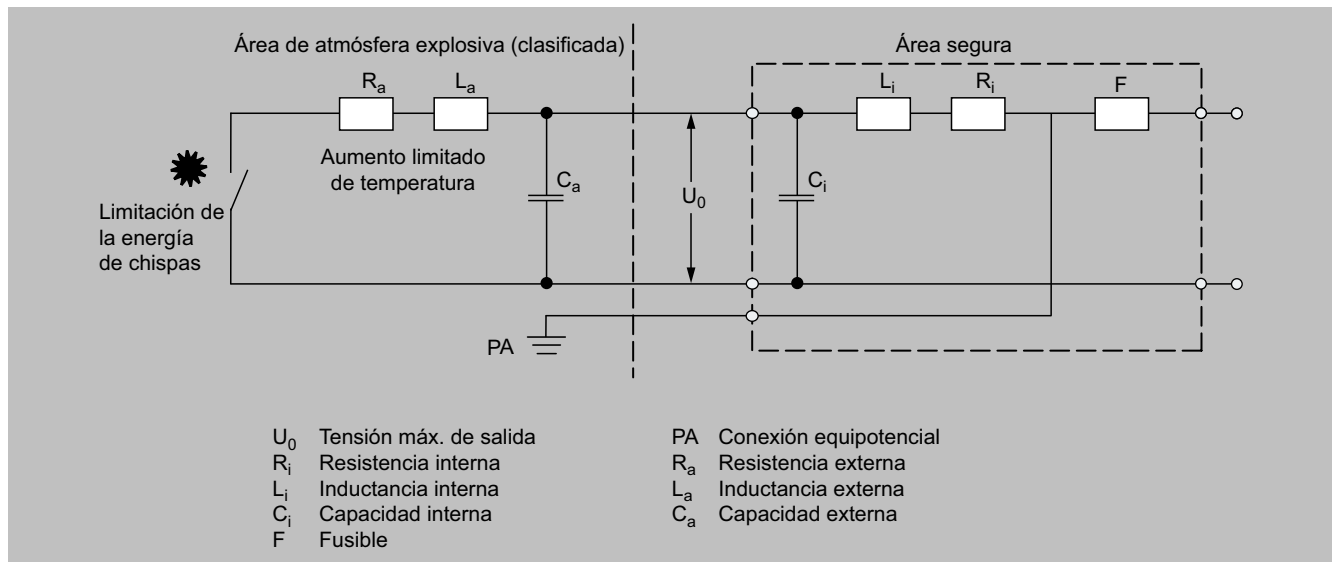 Área de atmósfera explosiva (clasificada)
Área segura
Rₐ
Lₐ
Lᵢ
Rᵢ
F
Aumento limitado
de temperatura
Cₐ
U₀
Cᵢ
Limitación de
la energía
de chispas
PA
U₀ Tensión máx. de salida
Rᵢ Resistencia interna
Lᵢ Inductancia interna
Cᵢ Capacidad interna
F Fusible
PA Conexión equipotencial
Rₐ Resistencia externa
Lₐ Inductancia externa
Cₐ Capacidad externa